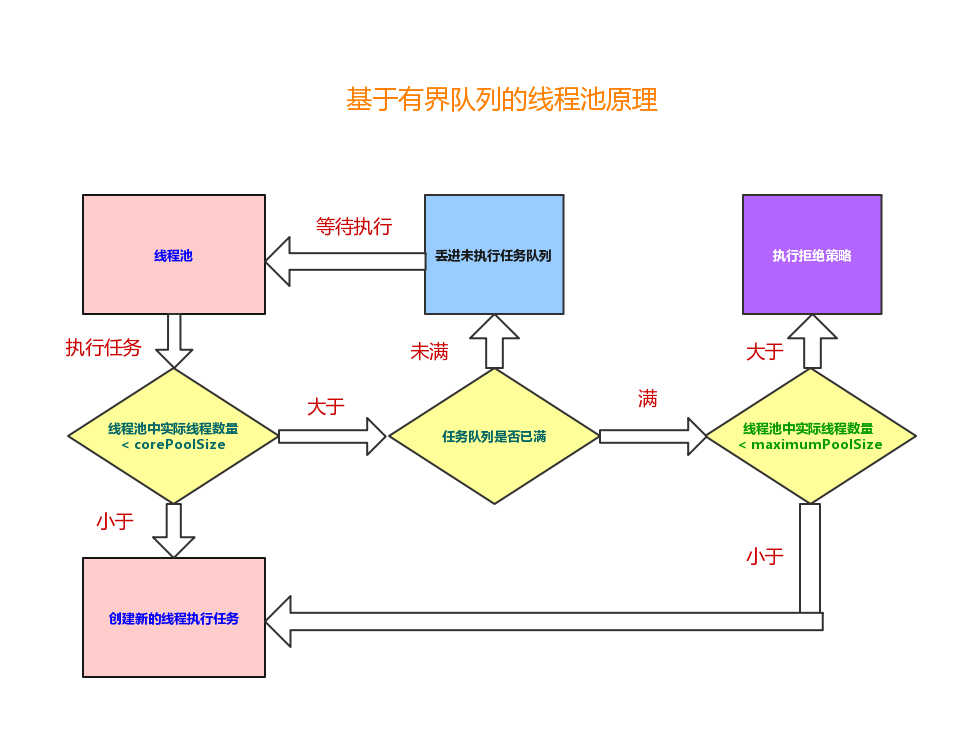 基于有界队列的线程池原理
等待执行
线程池
丢进未执行任务队列
执行拒绝策略
执行任务
未满
大于
大于
满
线程池中实际线程数量
< corePoolSize
任务队列是否已满
线程池中实际线程数量
< maximumPoolSize
小于
小于
创建新的线程执行任务